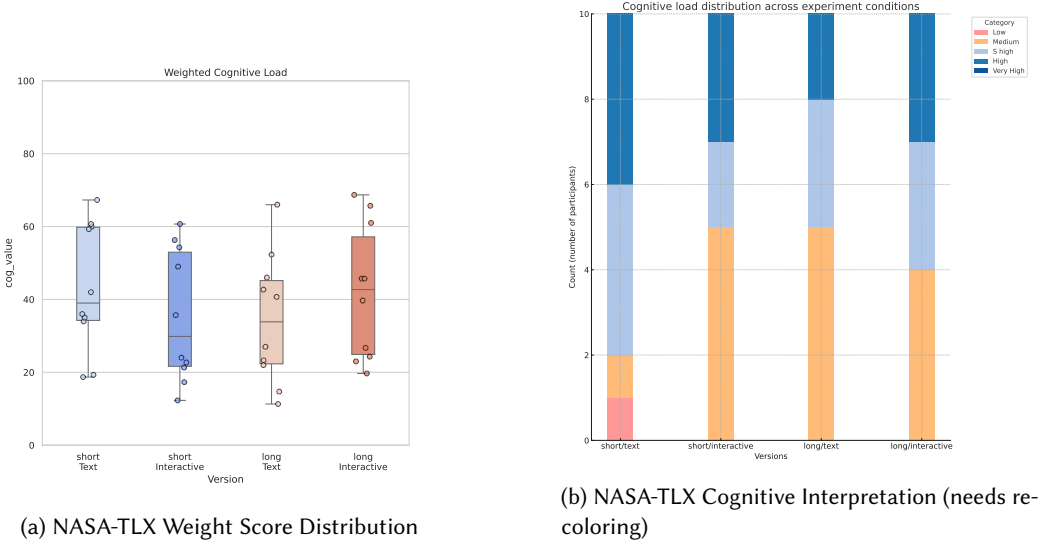 Weighted Cognitive Load
100
80
60
40
20
0
cog_value
short
Text
short
Interactive
long
Text
long
Interactive
Version
(a) NASA-TLX Weight Score Distribution
Cognitive load distribution across experiment conditions
10
8
6
4
2
0
Count (number of participants)
short/text
short/interactive
long/text
long/interactive
Versions
Category
Low
Medium
S high
High
Very High
(b) NASA-TLX Cognitive Interpretation (needs re-
coloring)